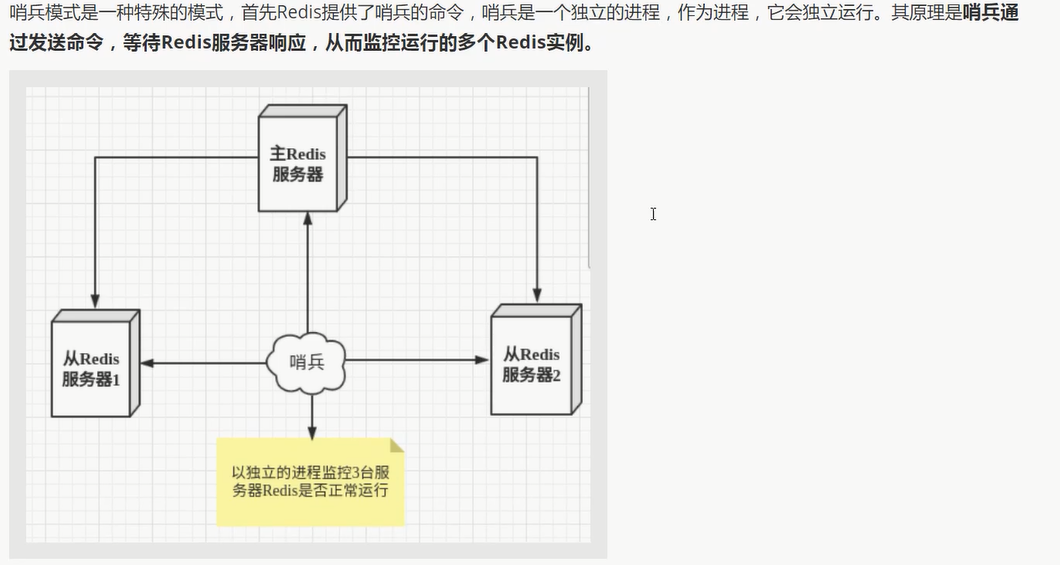 哨兵模式是一种特殊的模式，首先Redis提供了哨兵的命令，哨兵是一个独立的进程，作为进程，它会独立运行。其原理是哨兵通
过发送命令，等待Redis服务器响应，从而监控运行的多个Redis实例。
主Redis
服务器
从Redis
服务器1
哨兵
从Redis
服务器2
以独立的进程监控3台服
务器Redis是否正常运行